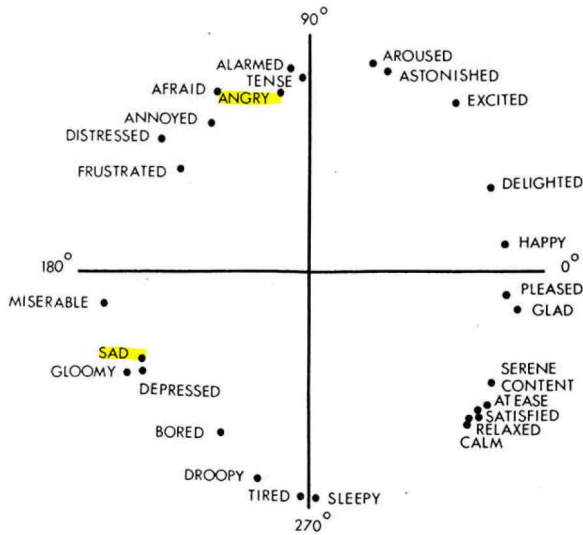 90°
ALARMED
AROUSED
ASTONISHED
TENSE
AFRAID
ANGRY
EXCITED
ANNOYED
DISTRESSED
FRUSTRATED
DELIGHTED
HAPPY
180°
0°
PLEASED
MISERABLE
GLAD
SAD
GLOOMY
SERENE
DEPRESSED
CONTENT
AT EASE
SATISFIED
BORED
RELAXED
CALM
DROOPY
TIRED
SLEEPY
270°